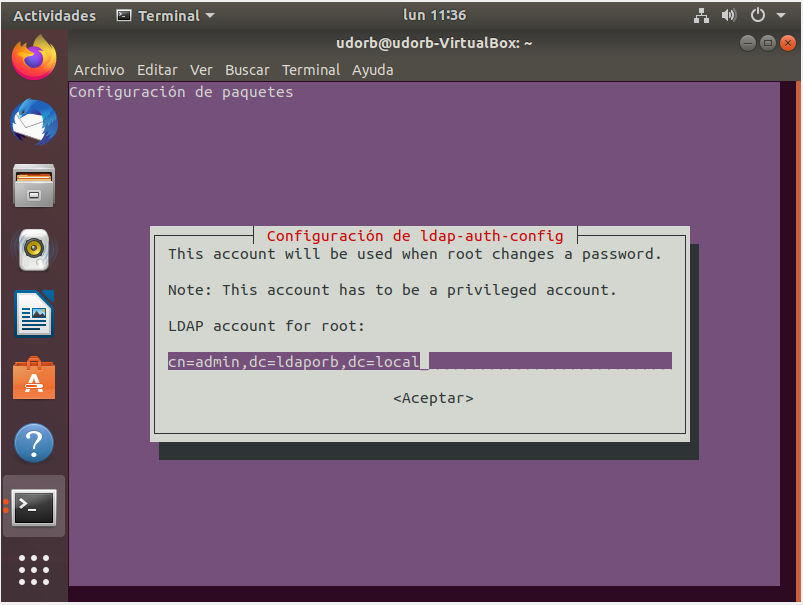 Actividades Terminal lun 11:36
udorb@udorb-VirtualBox: ~
Archivo Editar Ver Buscar Terminal Ayuda
Configuración de paquetes
Configuración de ldap-auth-config
This account will be used when root changes a password.
Note: This account has to be a privileged account.
LDAP account for root:
cn=admin,dc=ldaporb,dc=local
<Aceptar>